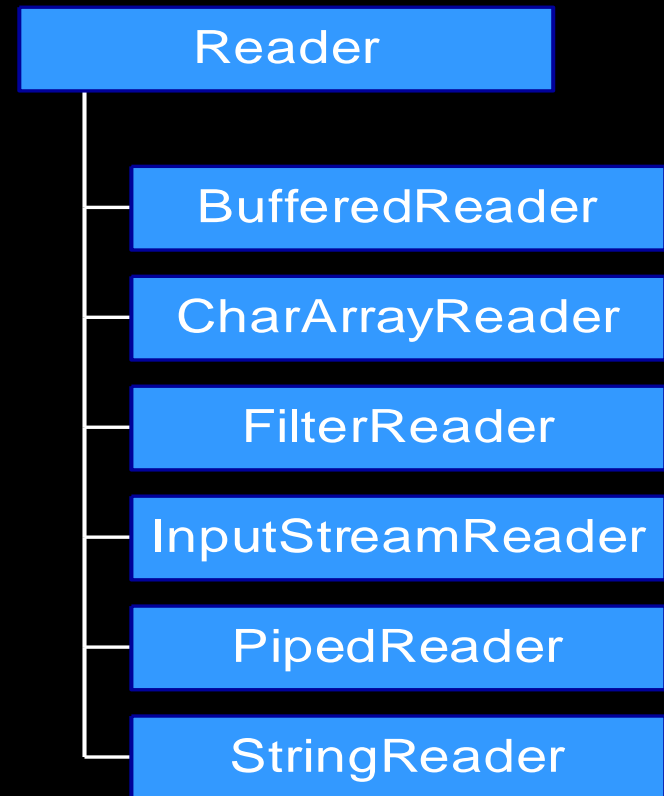 Reader
BufferedReader
CharArrayReader
FilterReader
InputStreamReader
PipedReader
StringReader